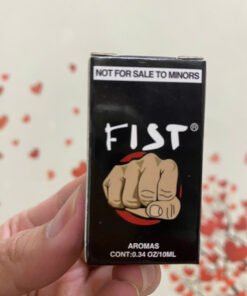 NOT FOR SALE TO MINORS
FIST®
AROMAS
CONT:0.34 OZ/10ML